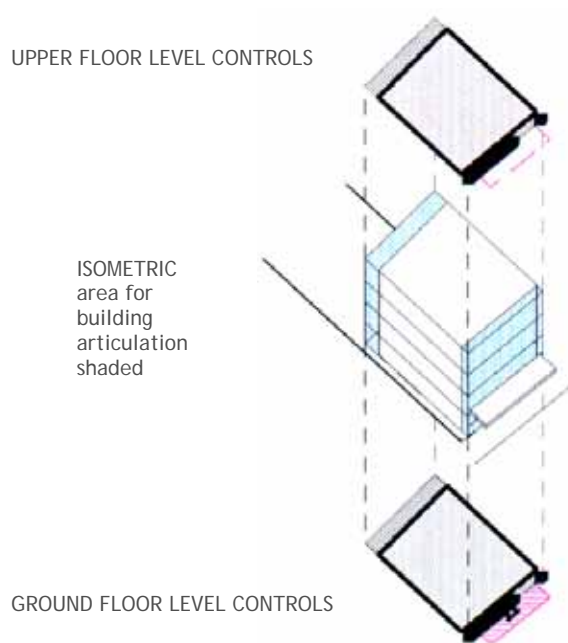 UPPER FLOOR LEVEL CONTROLS
ISOMETRIC
area for
building
articulation
shaded
GROUND FLOOR LEVEL CONTROLS